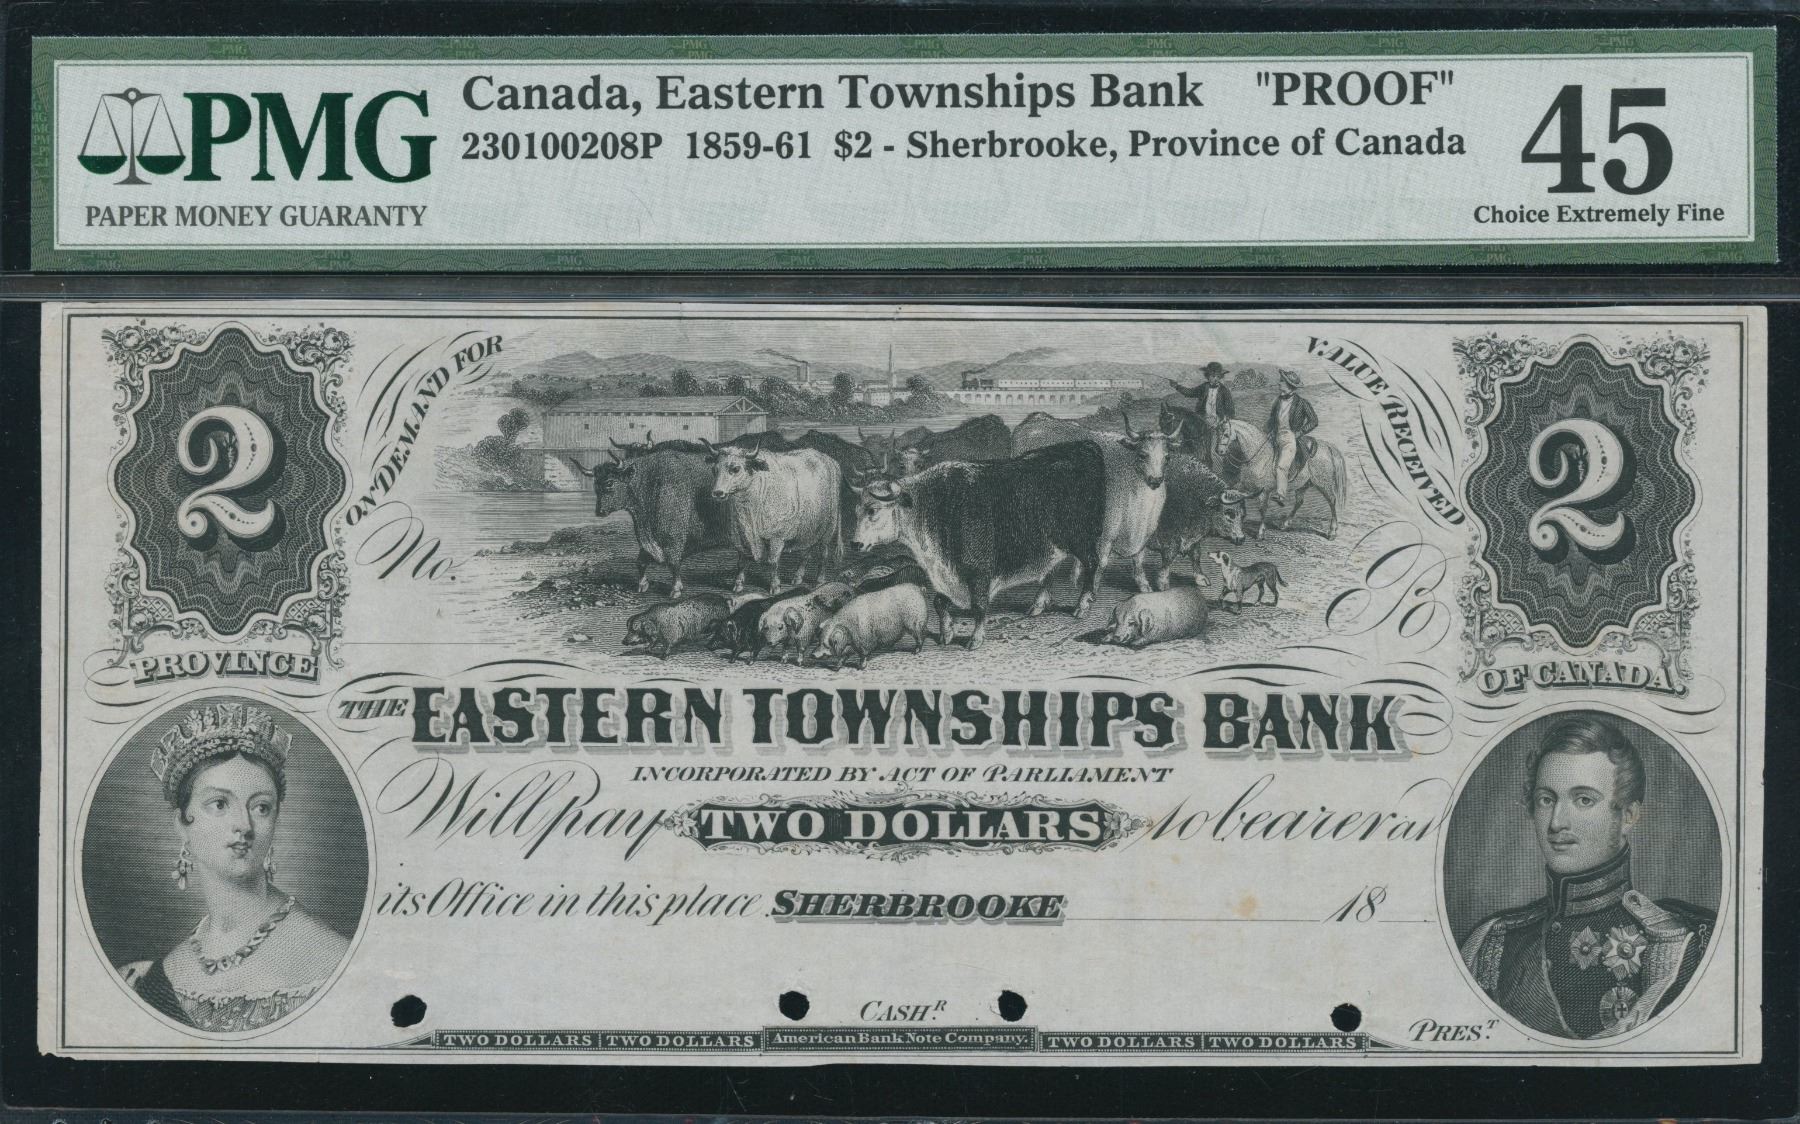 PMG
PAPER MONEY GUARANTY
Canada, Eastern Townships Bank "PROOF"
230100208P 1859-61 $2 - Sherbrooke, Province of Canada
45
Choice Extremely Fine
2
ON DEMAND FOR
VALUE RECEIVED
2
No.
PROVINCE
OF CANADA,
THE EASTERN TOWNSHIPS BANK
INCORPORATED BY ACT OF PARLIAMENT
Will pay TWO DOLLARS to bearer at
its Office in this place SHERBROOKE 18
CASHR.
PREST.
TWO DOLLARS TWO DOLLARS American Bank Note Company. TWO DOLLARS TWO DOLLARS